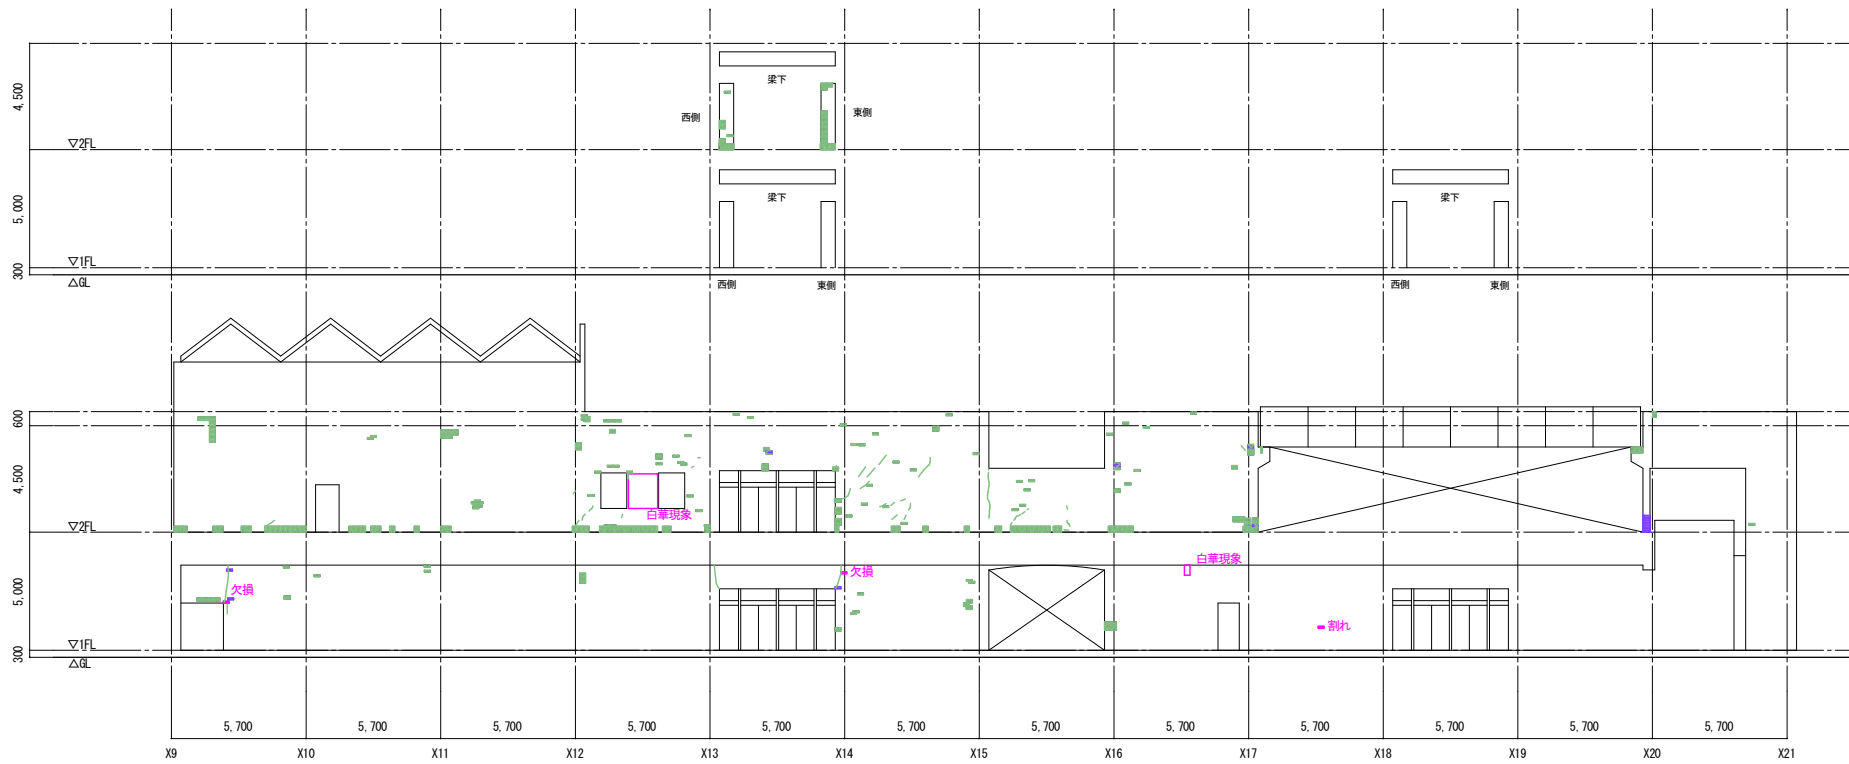 梁下
4,500
西側
東側
▽2FL
梁下
梁下
5,000
▽1FL
300
△GL
西側
東側
西側
東側
600
4,500
白華現象
▽2FL
白華現象
欠損
欠損
5,000
割れ
▽1FL
300
△GL
5,700 5,700 5,700 5,700 5,700 5,700 5,700 5,700 5,700 5,700 5,700 5,700
X9 X10 X11 X12 X13 X14 X15 X16 X17 X18 X19 X20 X21